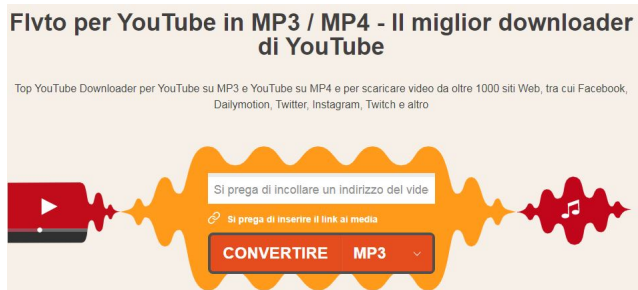 Flvto per YouTube in MP3 / MP4 - Il miglior downloader
di YouTube
Top YouTube Downloader per YouTube su MP3 e YouTube su MP4 e per scaricare video da oltre 1000 siti Web, tra cui Facebook,
Dailymotion, Twitter, Instagram, Twitch e altro
Si prega di incollare un indirizzo del vide
Si prega di inserire il link ai media
CONVERTIRE MP3